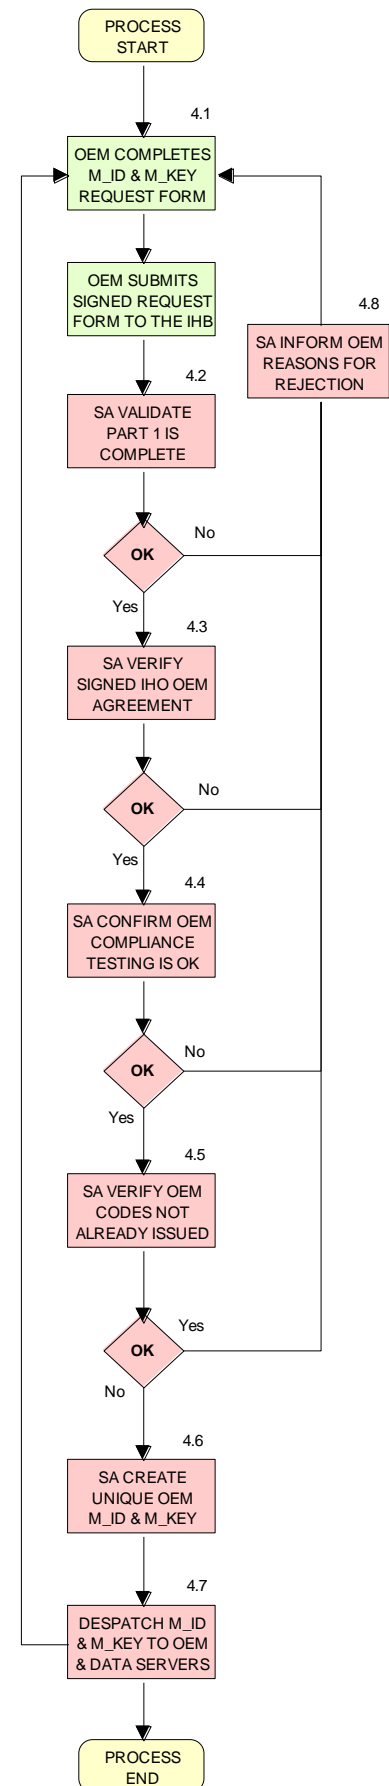 PROCESS
START
4.1
OEM COMPLETES
M_ID & M_KEY
REQUEST FORM
OEM SUBMITS
SIGNED REQUEST
FORM TO THE IHB
4.8
SA INFORM OEM
REASONS FOR
REJECTION
4.2
SA VALIDATE
PART 1 IS
COMPLETE
OK
No
Yes
4.3
SA VERIFY
SIGNED IHO OEM
AGREEMENT
OK
No
Yes
4.4
SA CONFIRM OEM
COMPLIANCE
TESTING IS OK
OK
No
Yes
4.5
SA VERIFY OEM
CODES NOT
ALREADY ISSUED
OK
Yes
No
4.6
SA CREATE
UNIQUE OEM
M_ID & M_KEY
4.7
DESPATCH M_ID
& M_KEY TO OEM
& DATA SERVERS
PROCESS
END